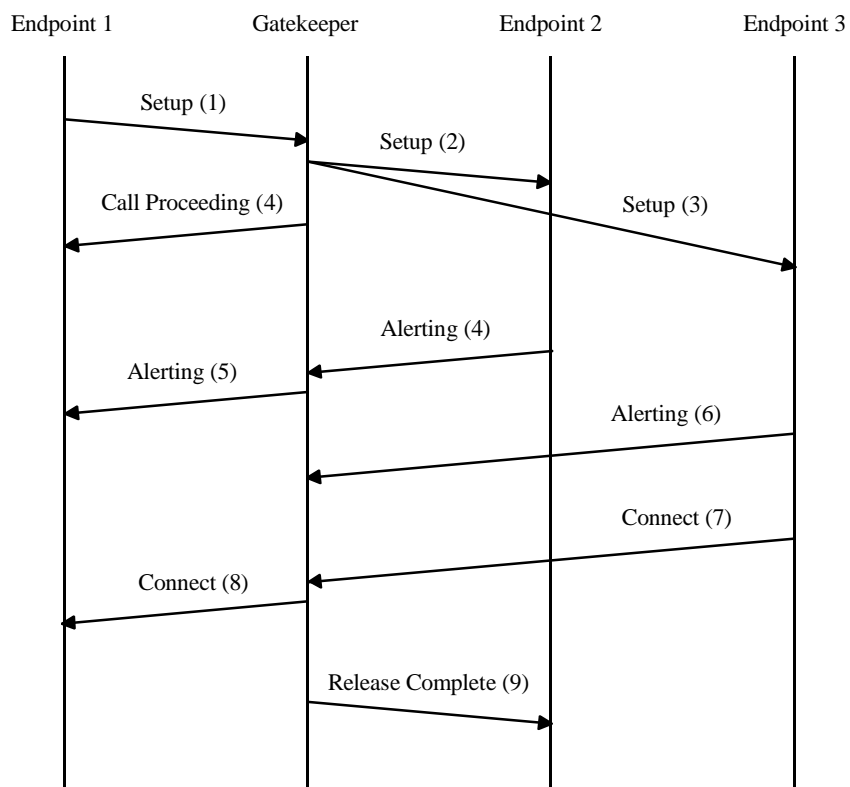 Endpoint 1
Gatekeeper
Endpoint 2
Endpoint 3
Setup (1)
Setup (2)
Call Proceeding (4)
Setup (3)
Alerting (4)
Alerting (5)
Alerting (6)
Connect (7)
Connect (8)
Release Complete (9)